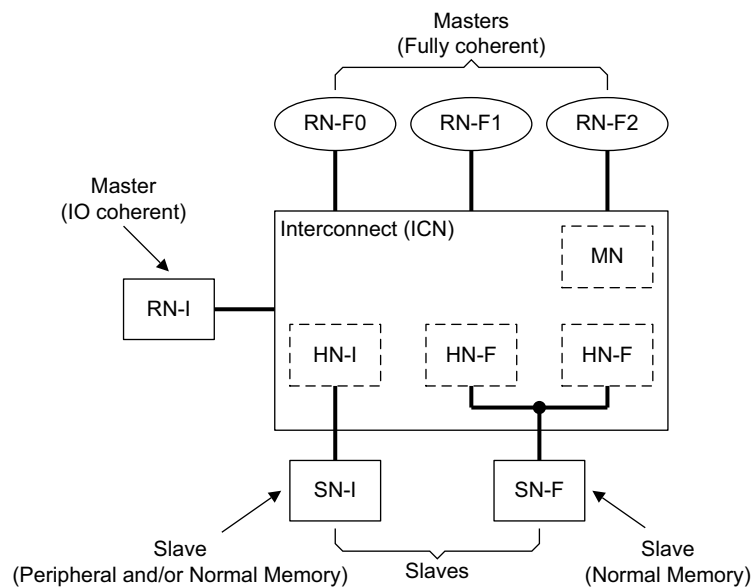 Masters
(Fully coherent)
RN-F0
RN-F1
RN-F2
Master
(IO coherent)
Interconnect (ICN)
MN
RN-I
HN-I
HN-F
HN-F
SN-I
SN-F
Slave
(Peripheral and/or Normal Memory)
Slaves
Slave
(Normal Memory)